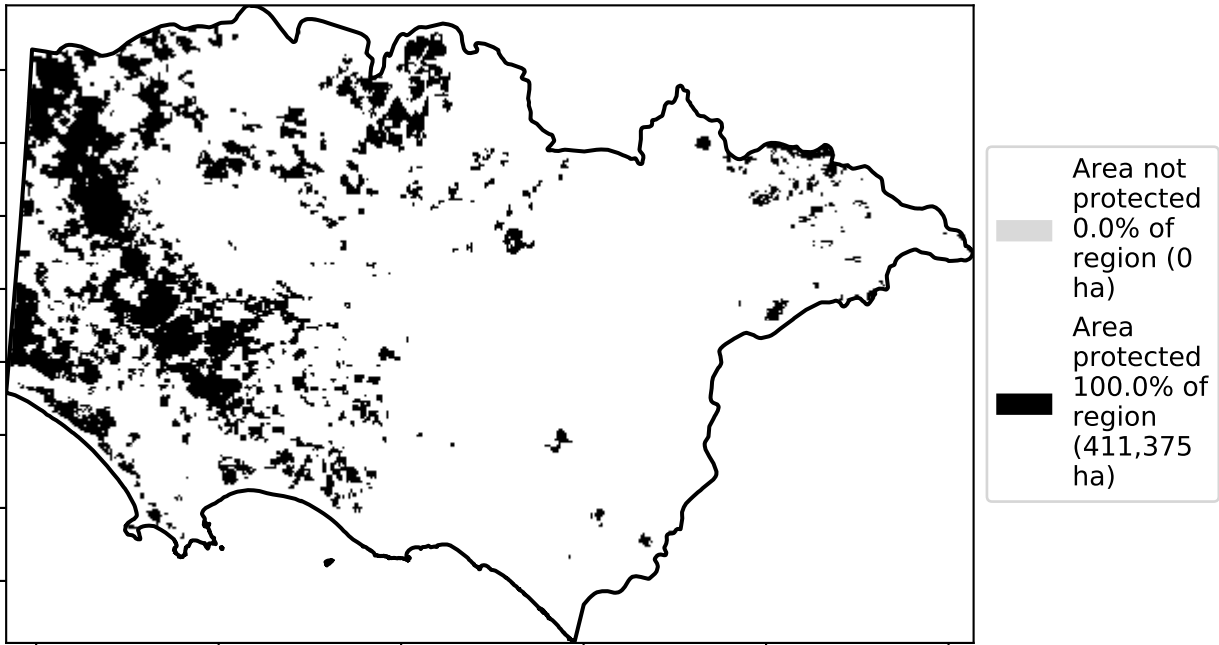 Area not
protected
0.0% of
region (0
ha)
Area
protected
100.0% of
region
(411,375
ha)